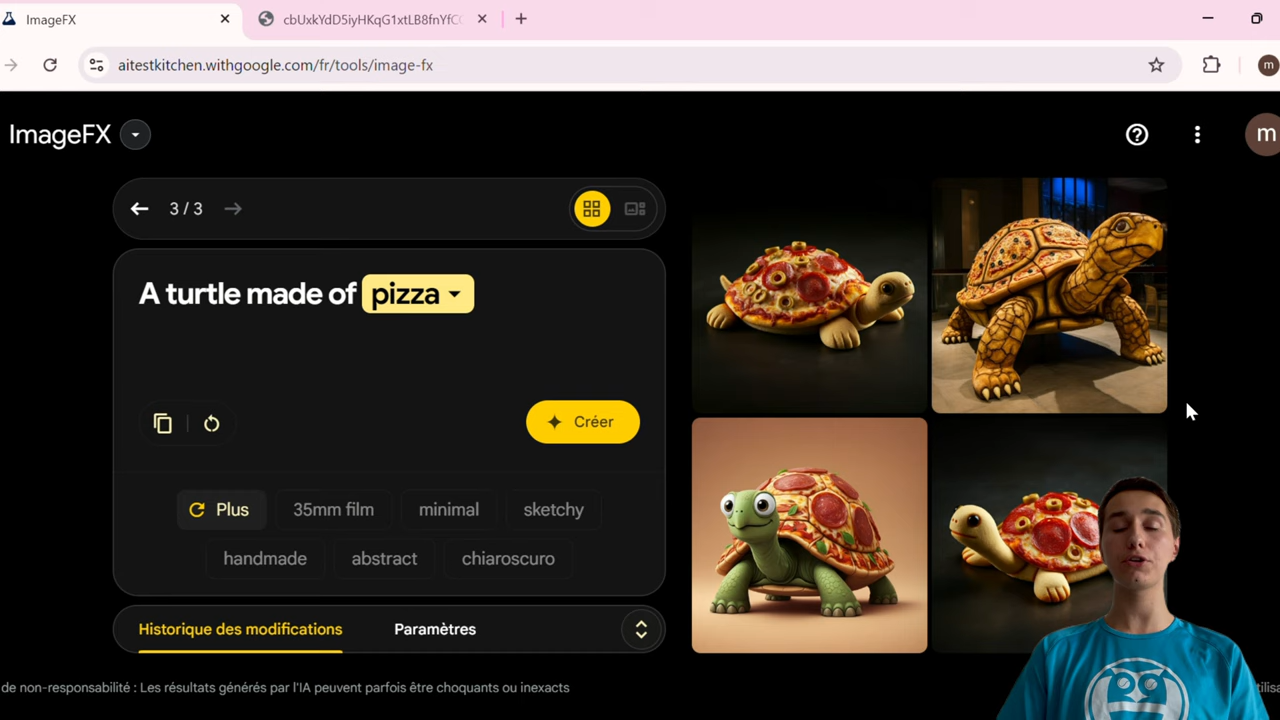 ImageFX
cbUxkYdD5iyHKqG1xtLB8fnYfC
aitestkitchen.withgoogle.com/fr/tools/image-fx
m
ImageFX
m
3 / 3
A turtle made of pizza
Créer
Plus
35mm film
minimal
sketchy
handmade
abstract
chiaroscuro
Historique des modifications
Paramètres
de non-responsabilité : Les résultats générés par l'IA peuvent parfois être choquants ou inexacts